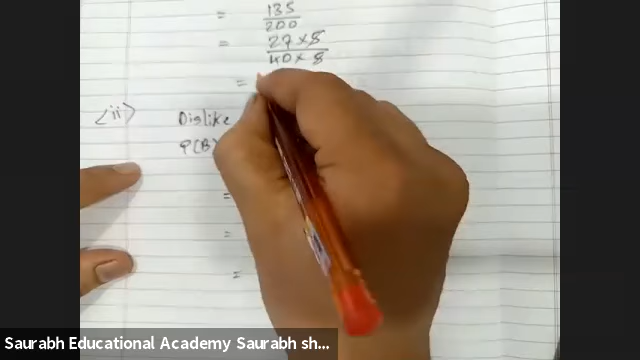 = 135/200
= 27 × 5/40 × 5
=
<ii> Dislike
P(B)
=
=
=
Saurabh Educational Academy Saurabh sh...